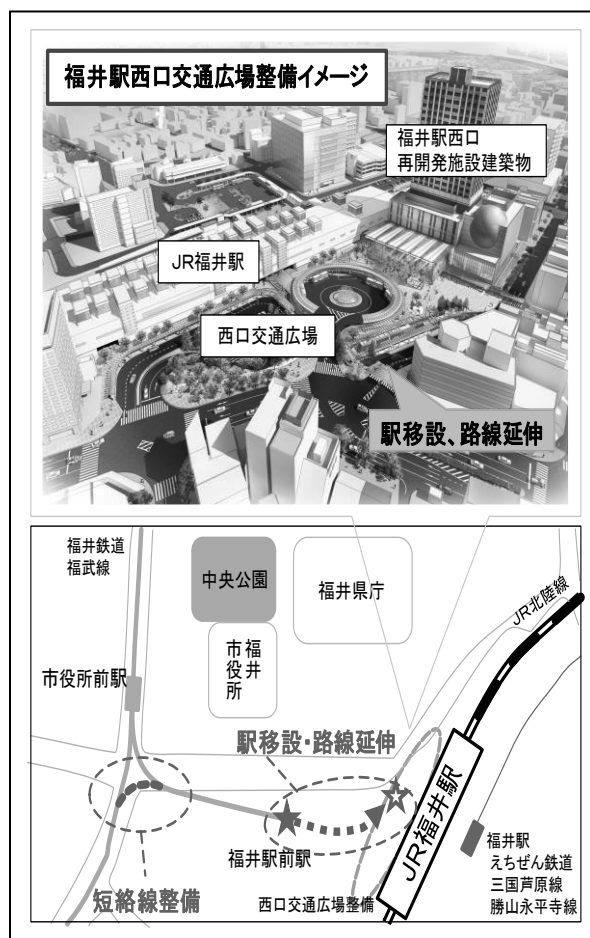 福井駅西口交通広場整備イメージ
福井駅西口
再開発施設建築物
JR福井駅
西口交通広場
駅移設、路線延伸
福井鉄道
福武線
中央公園
福井県庁
JR北陸線
福井
市役所
市役所前駅
駅移設・路線延伸
福井駅前駅
JR福井駅
短絡線整備
西口交通広場整備
福井駅
えちぜん鉄道
三国芦原線
勝山永平寺線